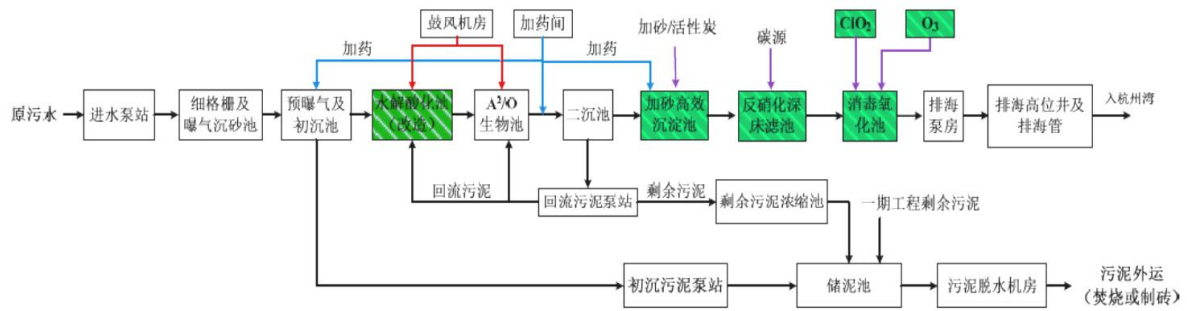 鼓风机房
加药间
加砂/活性炭
碳源
ClO₂
O₃
加药
加药
原污水
进水泵站
细格栅及
曝气沉砂池
预曝气及
初沉池
水解酸化池
（改造）
A²/O
生物池
二沉池
加砂高效
沉淀池
反硝化深
床滤池
消毒氧
化池
排海
泵房
排海高位井及
排海管
入杭州湾
回流污泥
回流污泥泵站
剩余污泥
剩余污泥浓缩池
一期工程剩余污泥
初沉污泥泵站
储泥池
污泥脱水机房
污泥外运
（焚烧或制砖）